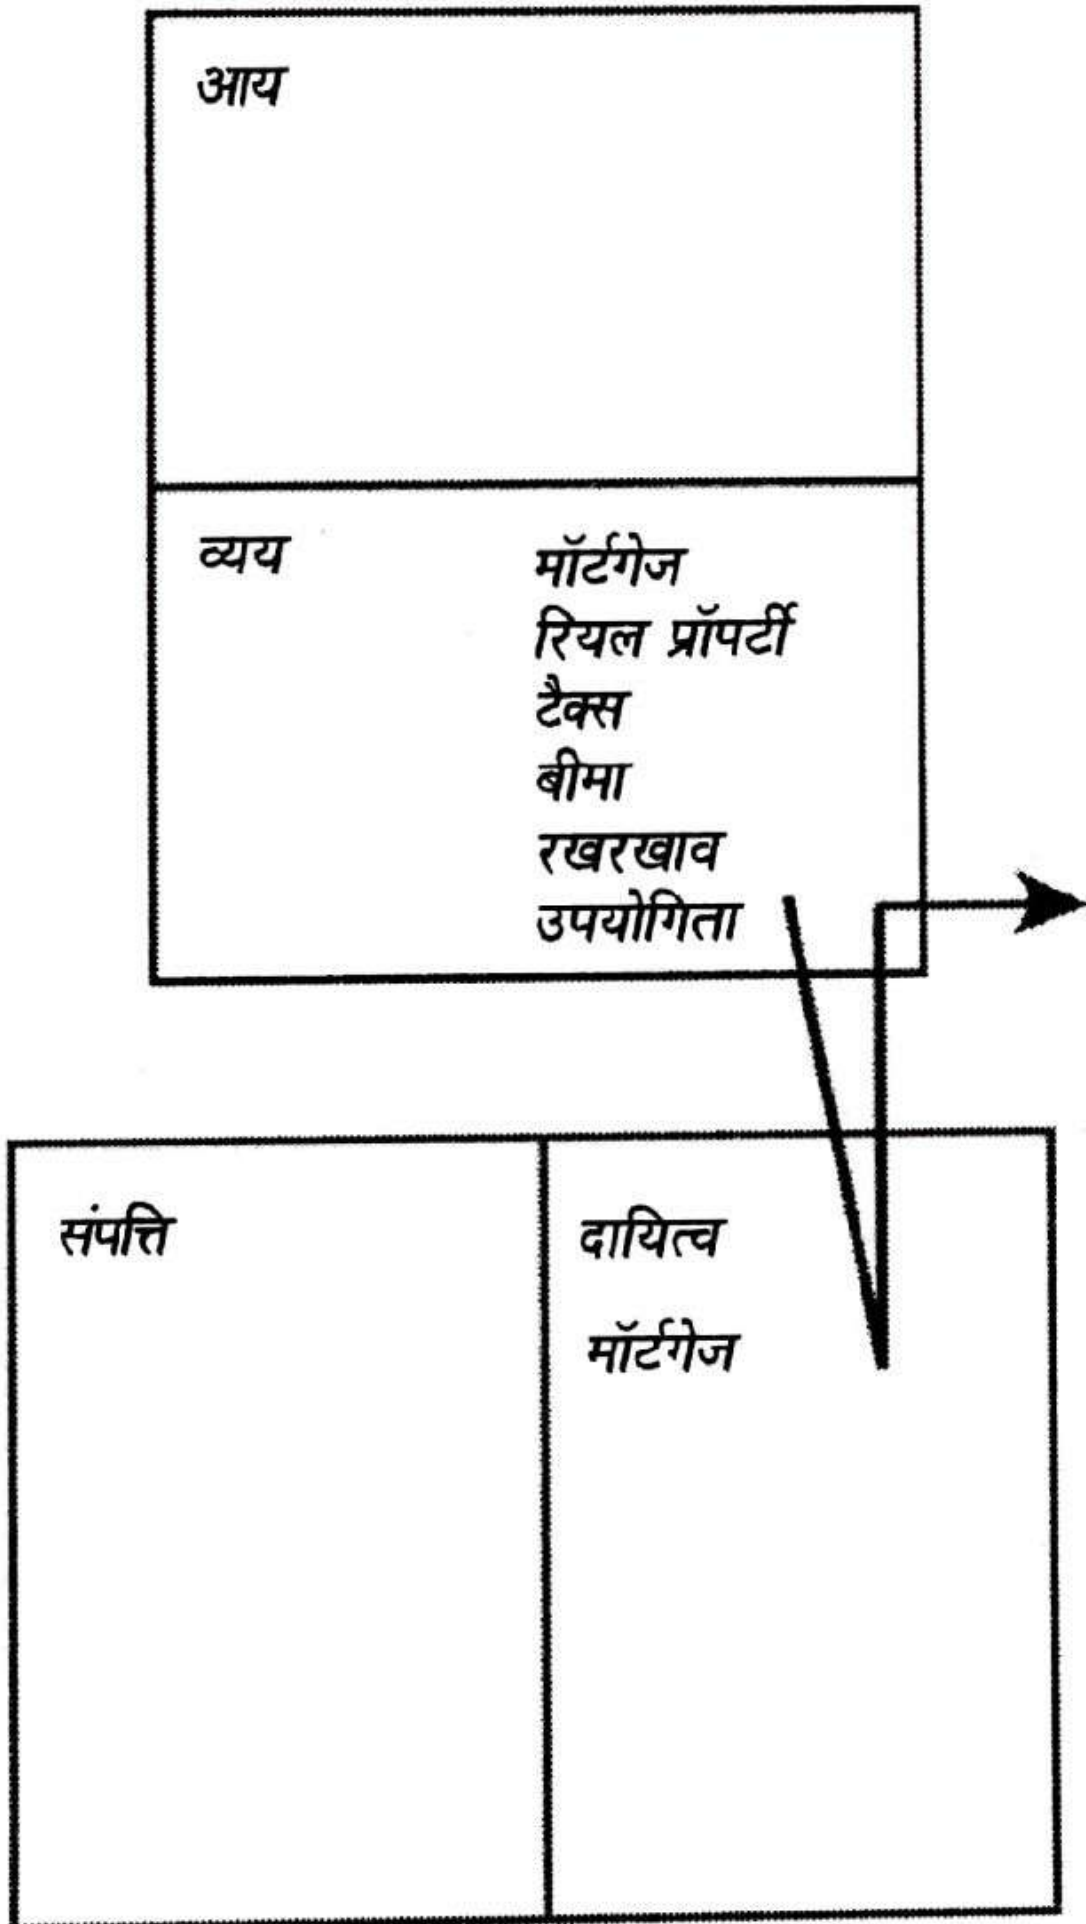 आय
व्यय
मॉर्टगेज
रियल प्रॉपर्टी
टैक्स
बीमा
रखरखाव
उपयोगिता
संपत्ति
दायित्व
मॉर्टगेज